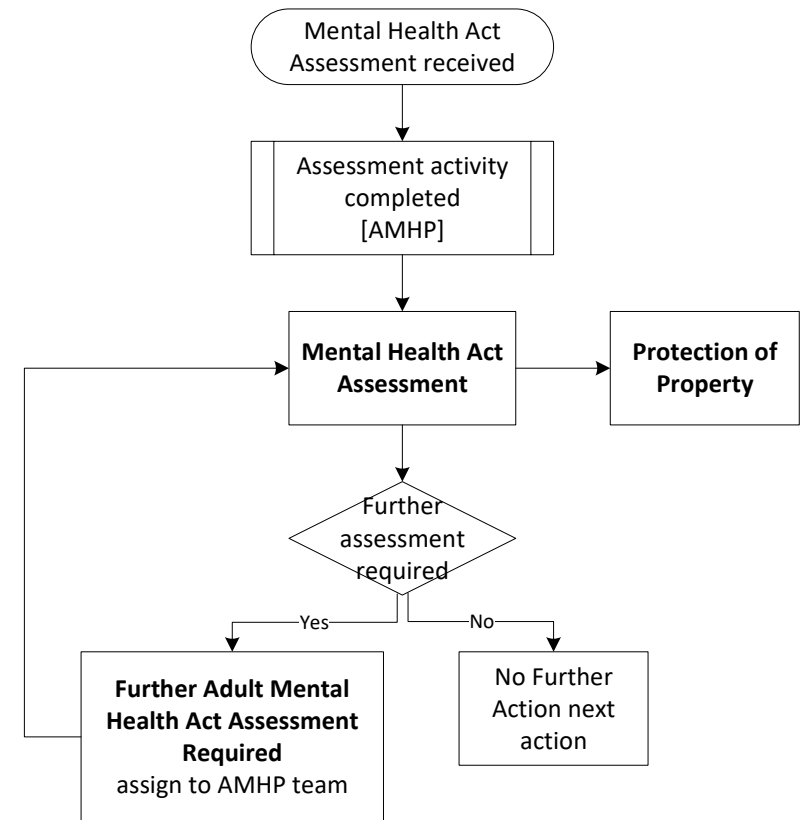 Mental Health Act
Assessment received
Assessment activity
completed
[AMHP]
Mental Health Act
Assessment
Protection of
Property
Further
assessment
required
Yes
No
Further Adult Mental
Health Act Assessment
Required
assign to AMHP team
No Further
Action next
action